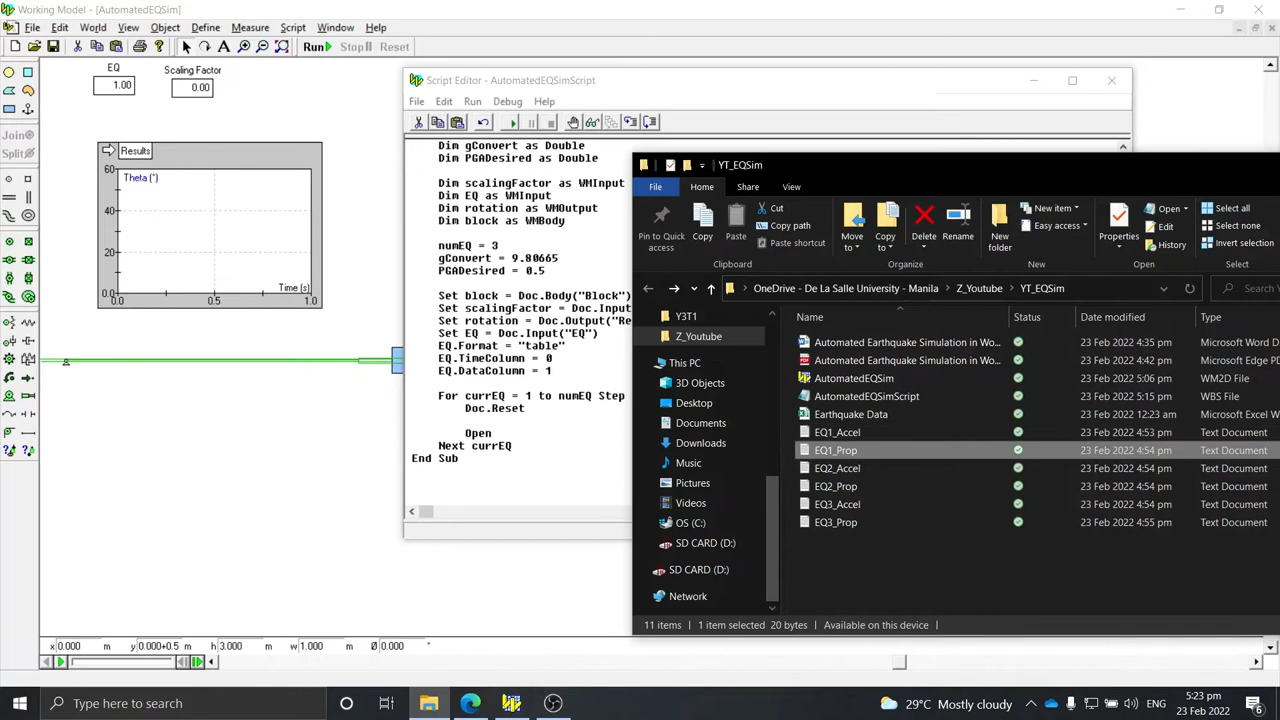 Working Model - [AutomatedEQSim]
File Edit World View Object Define Measure Script Window Help
Run Stop Reset
Join
Split
EQ
1.00
Scaling Factor
0.00
Results
Theta (°)
60
40
20
0.0
0.0 0.5 1.0
Time (s)
Script Editor - AutomatedEQSimScript
File Edit Run Debug Help
Dim gConvert as Double
Dim PGADesired as Double
Dim scalingFactor as WMInput
Dim EQ as WMInput
Dim rotation as WMOutput
Dim block as WMBody
numEQ = 3
gConvert = 9.80665
PGADesired = 0.5
Set block = Doc.Body("Block")
Set scalingFactor = Doc.Input
Set rotation = Doc.Output("Re
Set EQ = Doc.Input("EQ")
EQ.Format = "table"
EQ.TimeColumn = 0
EQ.DataColumn = 1
For currEQ = 1 to numEQ Step
Doc.Reset
Open
Next currEQ
End Sub
YT_EQSim
File Home Share View
Pin to Quick access
Copy
Paste
Cut
Copy path
Paste shortcut
Clipboard
Move to
Copy to
Delete
Rename
Organize
New folder
New item
Easy access
New
Properties
Open
Edit
History
Open
Select all
Select none
Invert selection
Select
OneDrive - De La Salle University - Manila > Z_Youtube > YT_EQSim
Search
Y3T1
Z_Youtube
This PC
3D Objects
Desktop
Documents
Downloads
Music
Pictures
Videos
OS (C:)
SD CARD (D:)
SD CARD (D:)
Network
Name Status Date modified Type
Automated Earthquake Simulation in Wo... 23 Feb 2022 4:35 pm Microsoft Word D
Automated Earthquake Simulation in Wo... 23 Feb 2022 4:54 pm Microsoft Edge PD
AutomatedEQSim 23 Feb 2022 5:06 pm WM2D File
AutomatedEQSimScript 23 Feb 2022 5:15 pm WBS File
Earthquake Data 23 Feb 2022 12:23 am Microsoft Excel W
EQ1_Accel 23 Feb 2022 4:53 pm Text Document
EQ1_Prop 23 Feb 2022 4:54 pm Text Document
EQ2_Accel 23 Feb 2022 4:54 pm Text Document
EQ2_Prop 23 Feb 2022 4:54 pm Text Document
EQ3_Accel 23 Feb 2022 4:54 pm Text Document
EQ3_Prop 23 Feb 2022 4:55 pm Text Document
11 items 1 item selected 20 bytes Available on this device
x 0.000 m y 0.000+0.5 m h 3.000 m w 1.000 m Ø 0.000 °
Type here to search
29°C Mostly cloudy
ENG
5:23 pm
23 Feb 2022
6